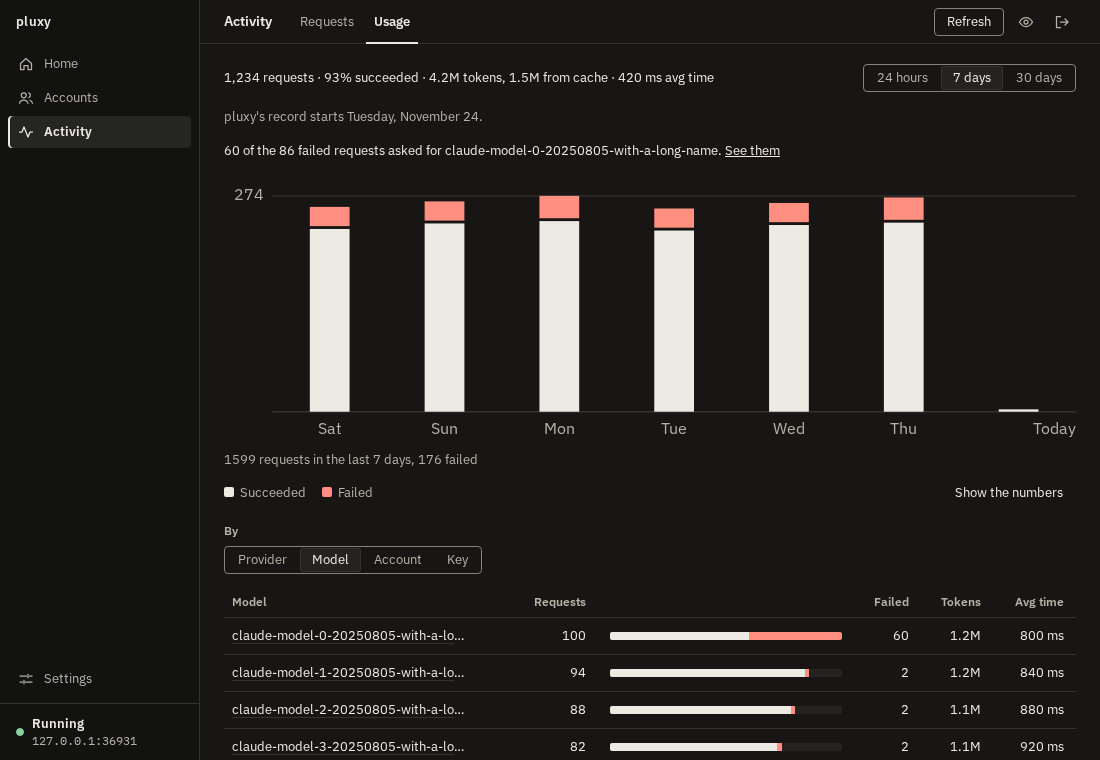 pluxy
Activity
Requests
Usage
Refresh
Home
Accounts
Activity
1,234 requests · 93% succeeded · 4.2M tokens, 1.5M from cache · 420 ms avg time
24 hours
7 days
30 days
pluxy's record starts Tuesday, November 24.
60 of the 86 failed requests asked for claude-model-0-20250805-with-a-long-name. See them
274
Sat Sun Mon Tue Wed Thu Today
1599 requests in the last 7 days, 176 failed
Succeeded
Failed
Show the numbers
By
Provider
Model
Account
Key
Model Requests Failed Tokens Avg time
claude-model-0-20250805-with-a-lo... 100 60 1.2M 800 ms
claude-model-1-20250805-with-a-lo... 94 2 1.2M 840 ms
claude-model-2-20250805-with-a-lo... 88 2 1.1M 880 ms
claude-model-3-20250805-with-a-lo... 82 2 1.1M 920 ms
Settings
Running
127.0.0.1:36931